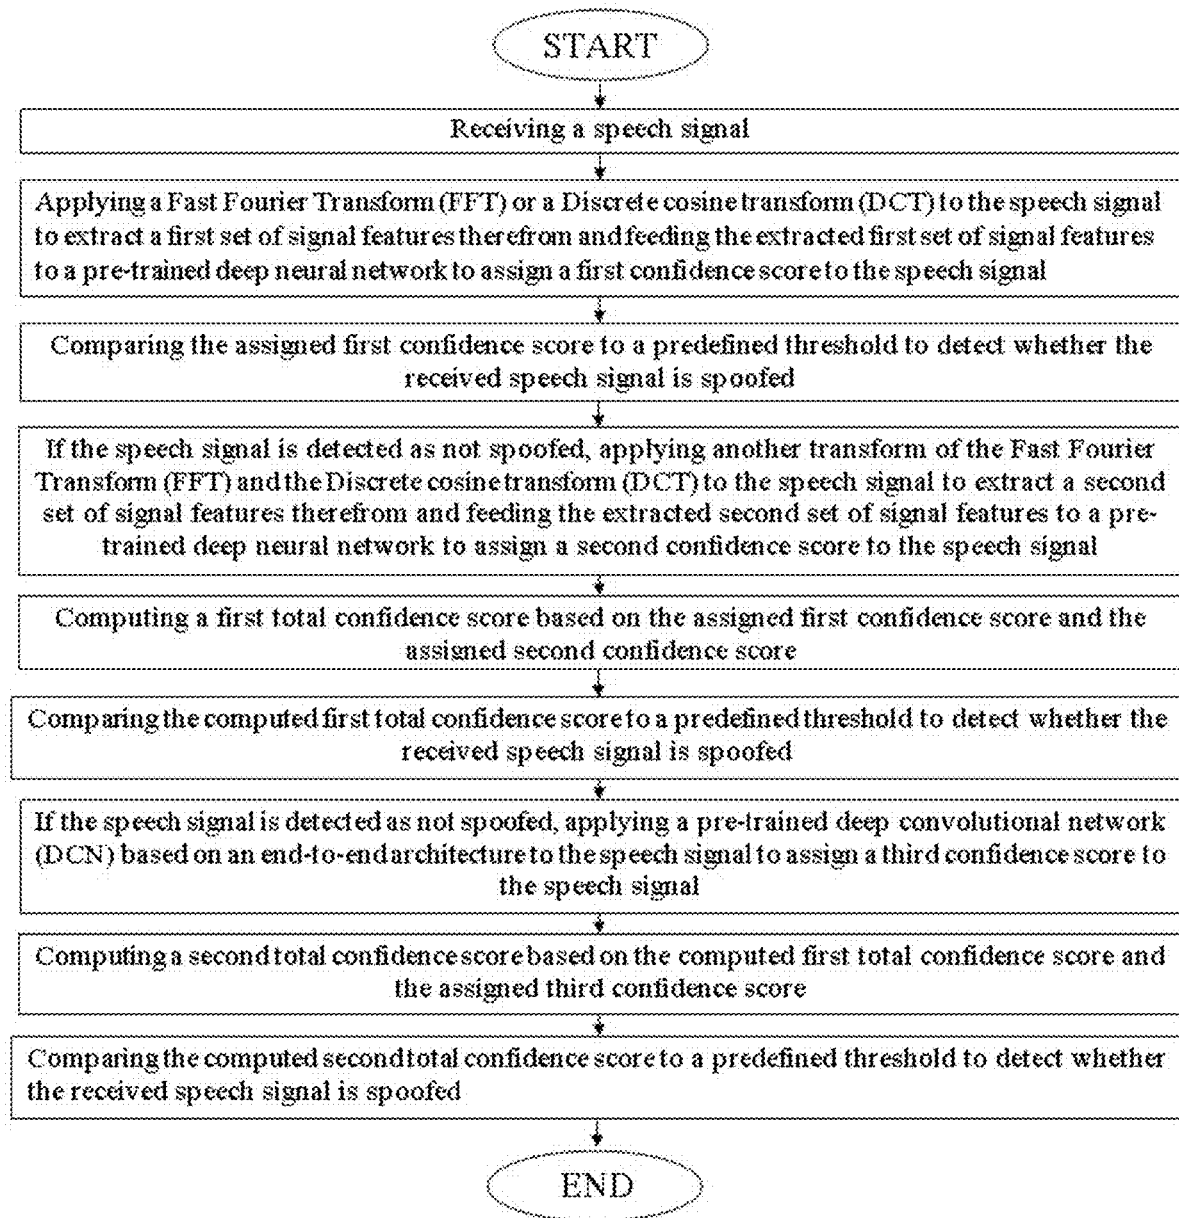 START
Receiving a speech signal
Applying a Fast Fourier Transform (FFT) or a Discrete cosine transform (DCT) to the speech signal
to extract a first set of signal features therefrom and feeding the extracted first set of signal features
to a pre-trained deep neural network to assign a first confidence score to the speech signal
Comparing the assigned first confidence score to a predefined threshold to detect whether the
received speech signal is spoofed
If the speech signal is detected as not spoofed, applying another transform of the Fast Fourier
Transform (FFT) and the Discrete cosine transform (DCT) to the speech signal to extract a second
set of signal features therefrom and feeding the extracted second set of signal features to a pre-
trained deep neural network to assign a second confidence score to the speech signal
Computing a first total confidence score based on the assigned first confidence score and the
assigned second confidence score
Comparing the computed first total confidence score to a predefined threshold to detect whether the
received speech signal is spoofed
If the speech signal is detected as not spoofed, applying a pre-trained deep convolutional network
(DCN) based on an end-to-end architecture to the speech signal to assign a third confidence score to
the speech signal
Computing a second total confidence score based on the computed first total confidence score and
the assigned third confidence score
Comparing the computed second total confidence score to a predefined threshold to detect whether
the received speech signal is spoofed
END